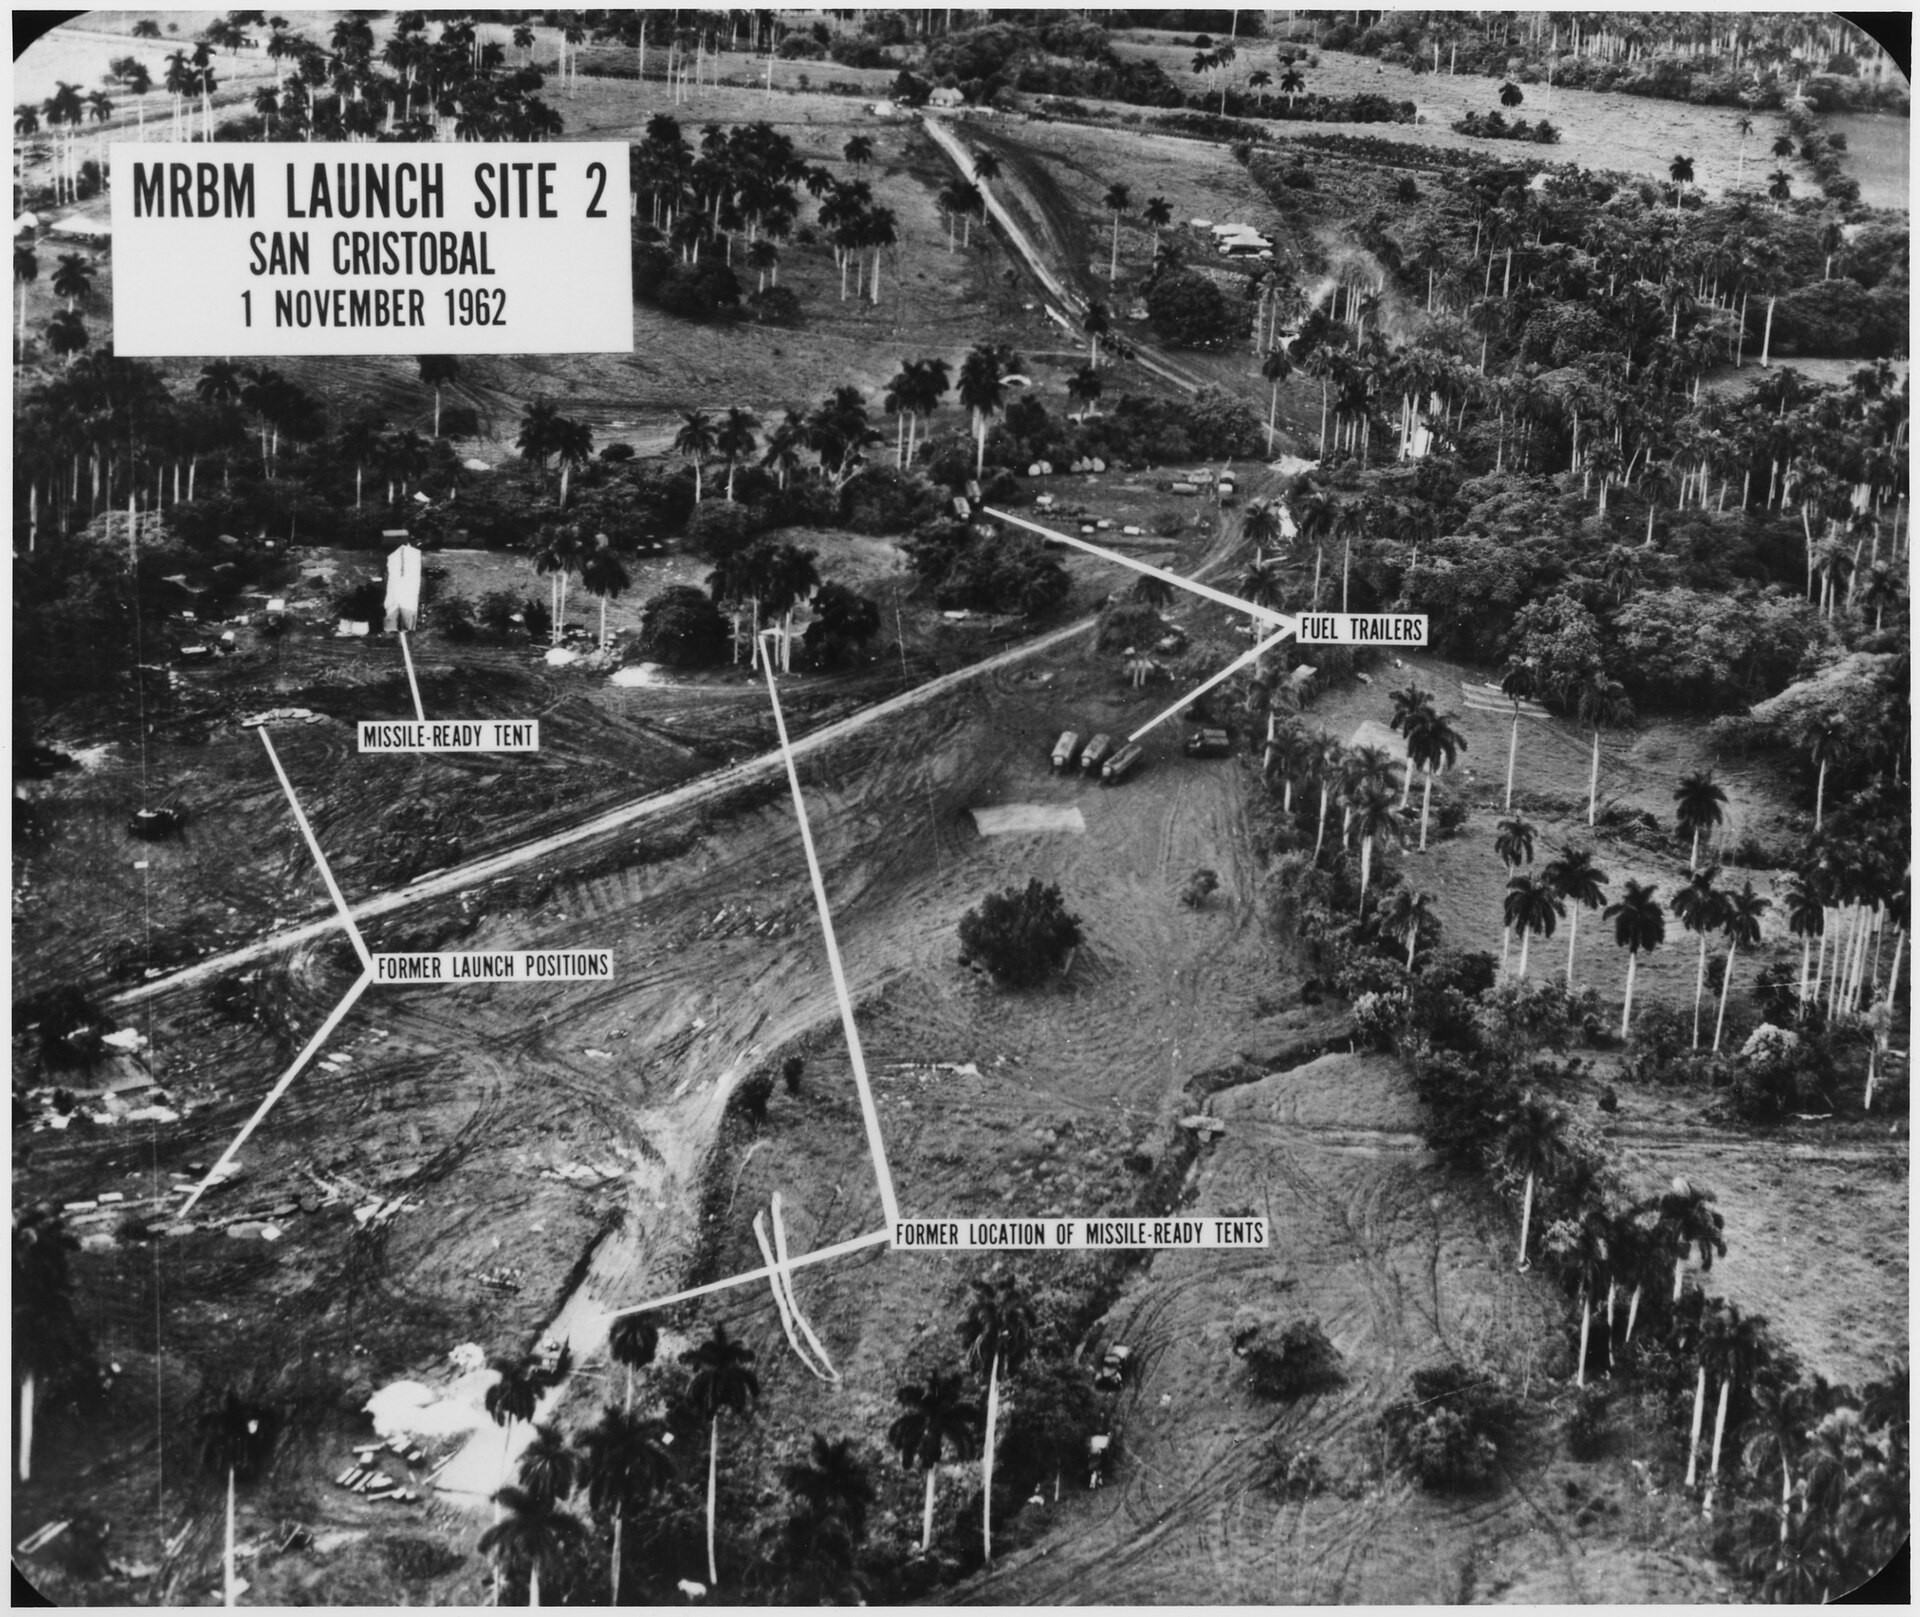 MRBM LAUNCH SITE 2
SAN CRISTOBAL
1 NOVEMBER 1962
FUEL TRAILERS
MISSILE-READY TENT
FORMER LAUNCH POSITIONS
FORMER LOCATION OF MISSILE-READY TENTS